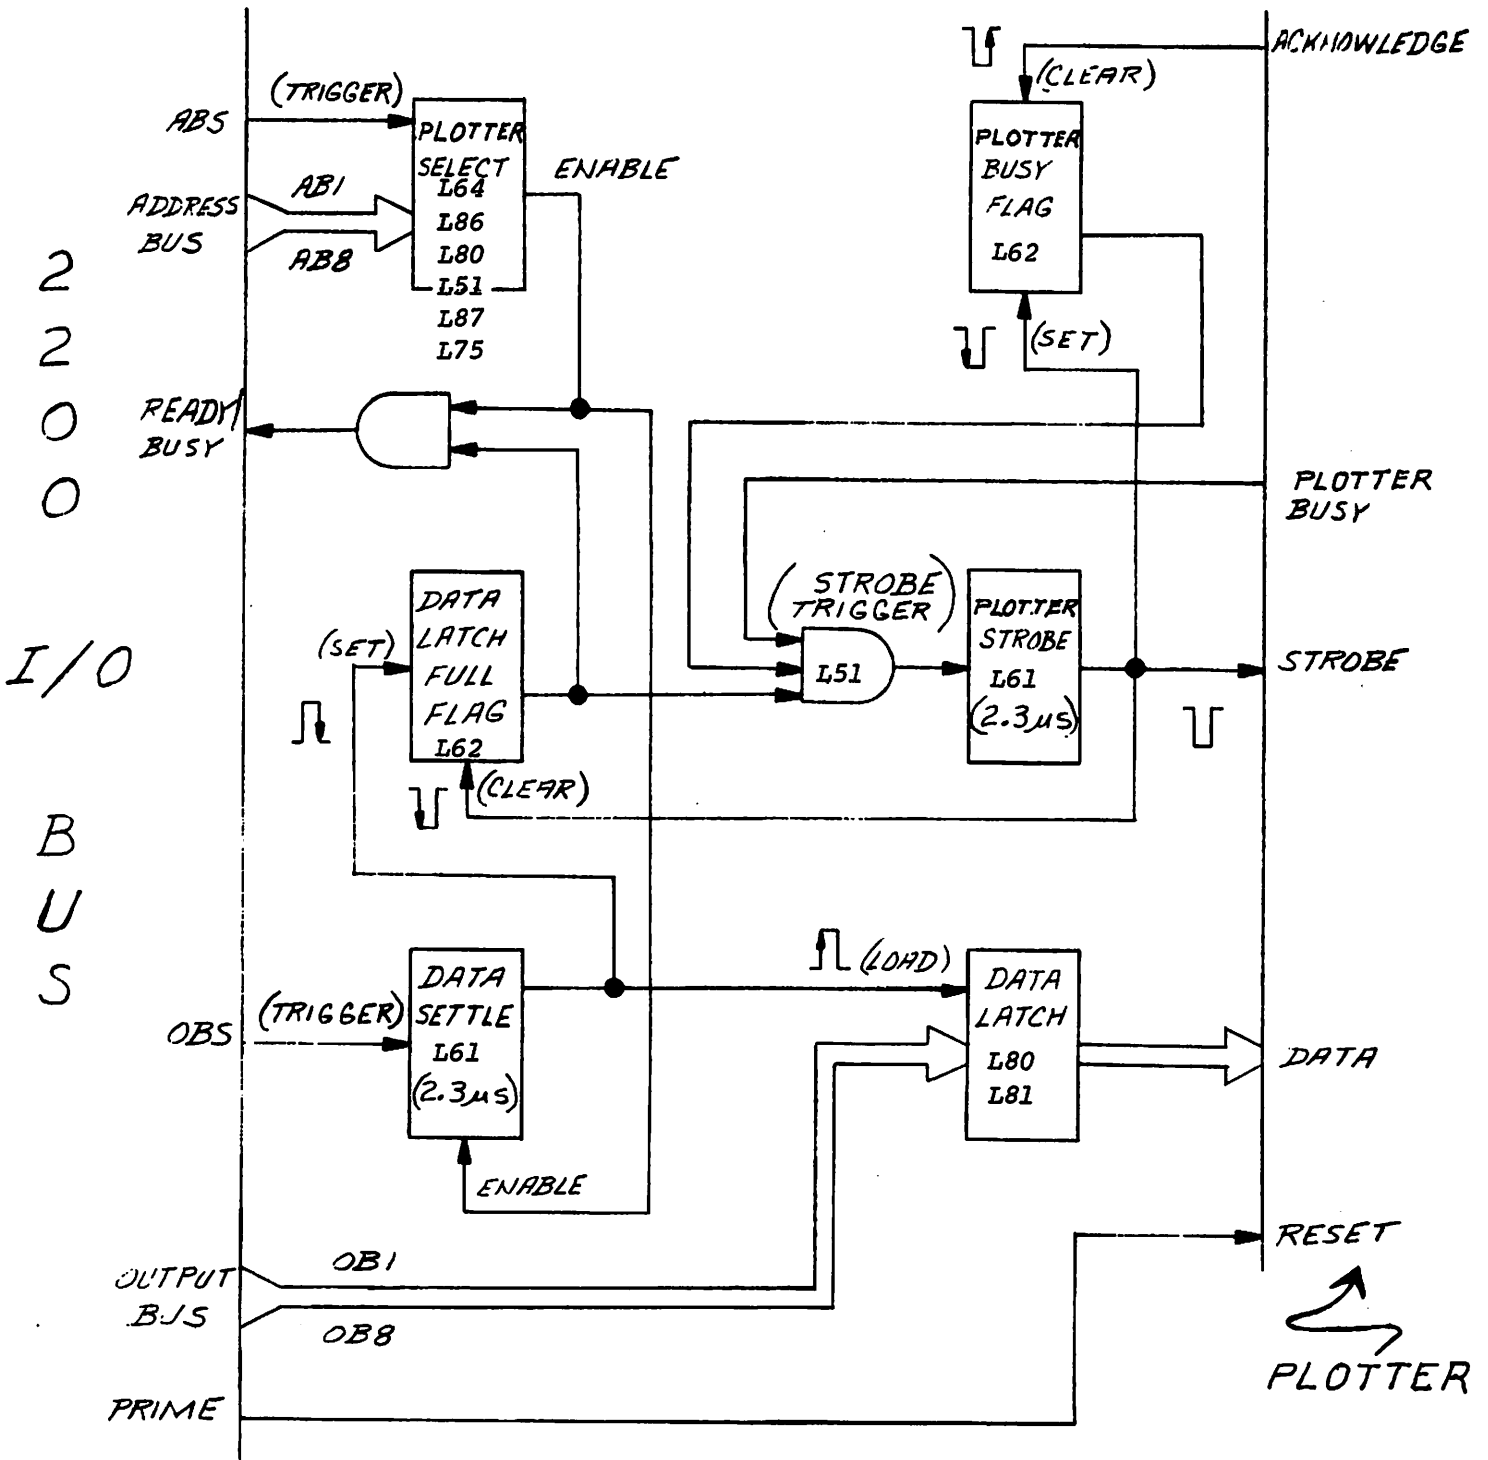 2
2
0
0
I/O
B
U
S
ABS
(TRIGGER)
PLOTTER
SELECT
L64
L86
L80
L51
L87
L75
ENABLE
ADDRESS
BUS
AB1
AB8
READY/
BUSY
ACKNOWLEDGE
(CLEAR)
PLOTTER
BUSY
FLAG
L62
(SET)
PLOTTER
BUSY
DATA
LATCH
FULL
FLAG
L62
(SET)
(CLEAR)
(STROBE
TRIGGER)
L51
PLOTTER
STROBE
L61
(2.3µs)
STROBE
OBS
(TRIGGER)
DATA
SETTLE
L61
(2.3µs)
ENABLE
(LOAD)
DATA
LATCH
L80
L81
DATA
OUTPUT
BUS
OB1
OB8
RESET
PRIME
PLOTTER